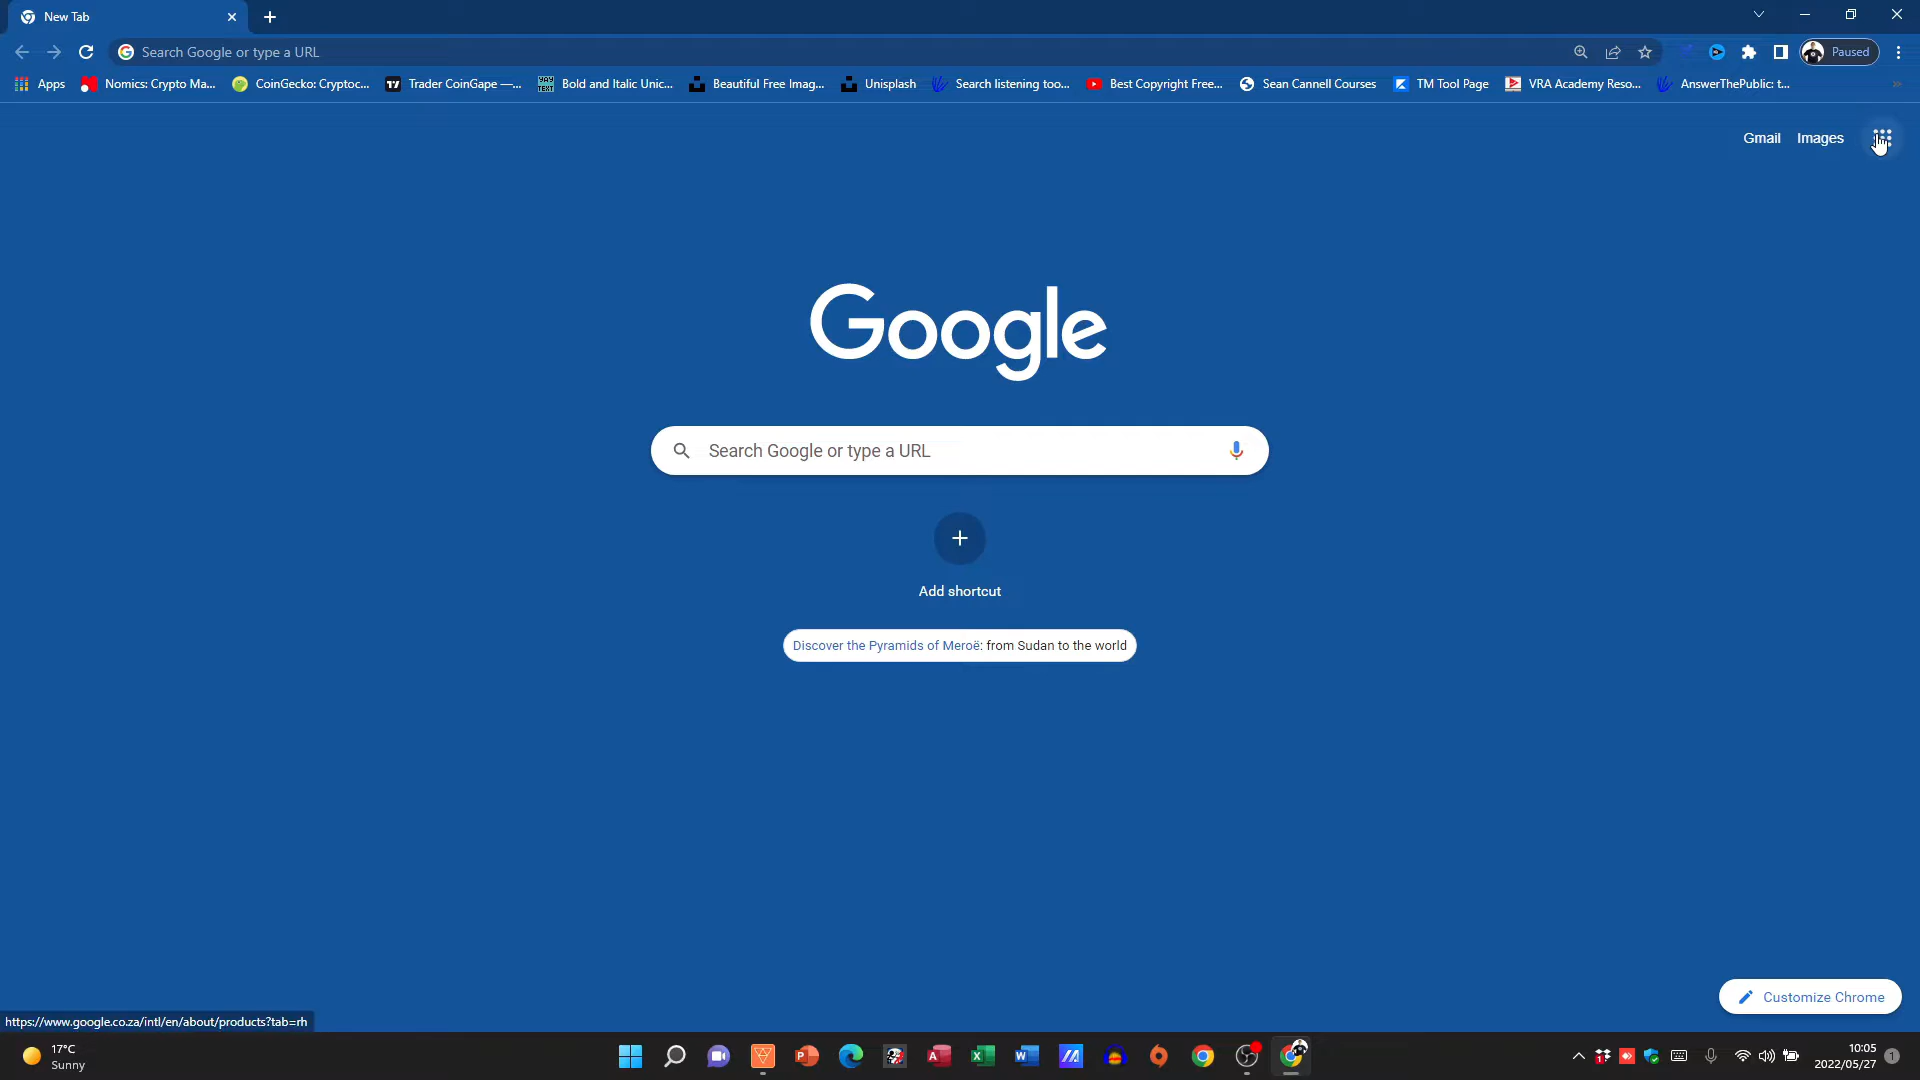 New Tab
Search Google or type a URL
Paused
Apps
Nomics: Crypto Ma...
CoinGecko: Cryptoc...
Trader CoinGape —...
YAY TEXT
Bold and Italic Unic...
Beautiful Free Imag...
Unisplash
Search listening too...
Best Copyright Free...
Sean Cannell Courses
TM Tool Page
VRA Academy Reso...
AnswerThePublic: t...
Gmail
Images
Google
Search Google or type a URL
Add shortcut
Discover the Pyramids of Meroë: from Sudan to the world
Customize Chrome
https://www.google.co.za/intl/en/about/products?tab=rh
17°C
Sunny
10:05
2022/05/27
1